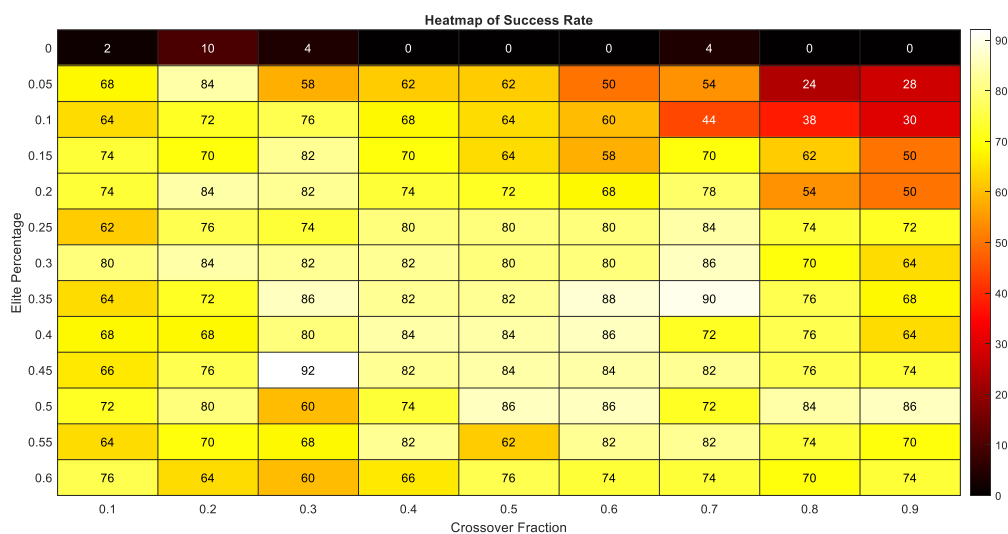 Heatmap of Success Rate
0 2 10 4 0 0 0 4 0 0
0.05 68 84 58 62 62 50 54 24 28
0.1 64 72 76 68 64 60 44 38 30
0.15 74 70 82 70 64 58 70 62 50
0.2 74 84 82 74 72 68 78 54 50
0.25 62 76 74 80 80 80 84 74 72
0.3 80 84 82 82 80 80 86 70 64
0.35 64 72 86 82 82 88 90 76 68
0.4 68 68 80 84 84 86 72 76 64
0.45 66 76 92 82 84 84 82 76 74
0.5 72 80 60 74 86 86 72 84 86
0.55 64 70 68 82 62 82 82 74 70
0.6 76 64 60 66 76 74 74 70 74
0.1 0.2 0.3 0.4 0.5 0.6 0.7 0.8 0.9
Crossover Fraction
Elite Percentage
90
80
70
60
50
40
30
20
10
0